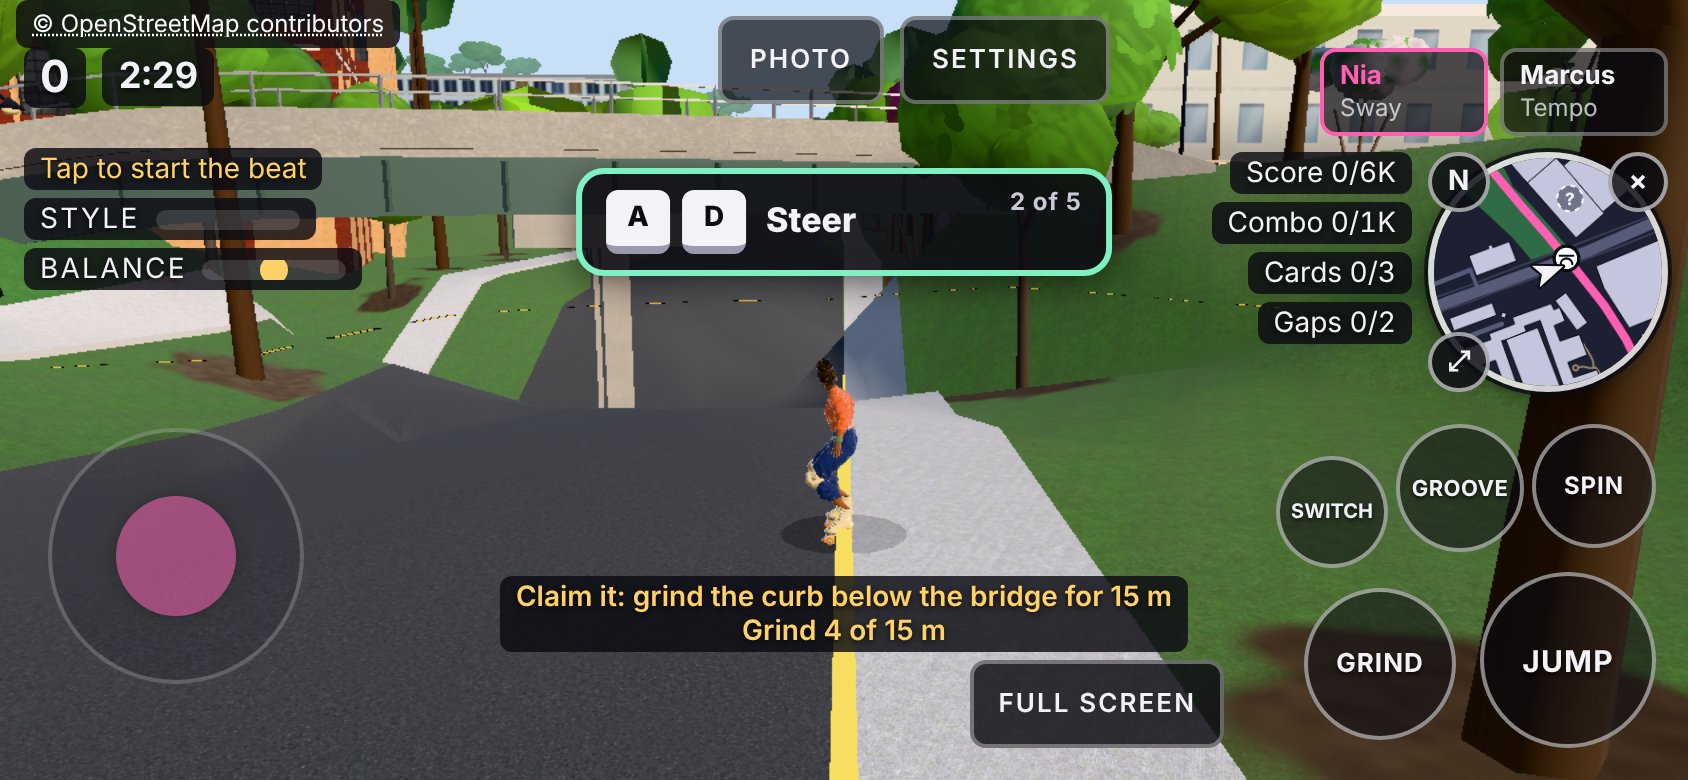 © OpenStreetMap contributors
0
2:29
PHOTO
SETTINGS
Nia
Sway
Marcus
Tempo
Tap to start the beat
STYLE
BALANCE
A
D
Steer
2 of 5
Score 0/6K
Combo 0/1K
Cards 0/3
Gaps 0/2
N
?
×
SWITCH
GROOVE
SPIN
Claim it: grind the curb below the bridge for 15 m
Grind 4 of 15 m
GRIND
JUMP
FULL SCREEN